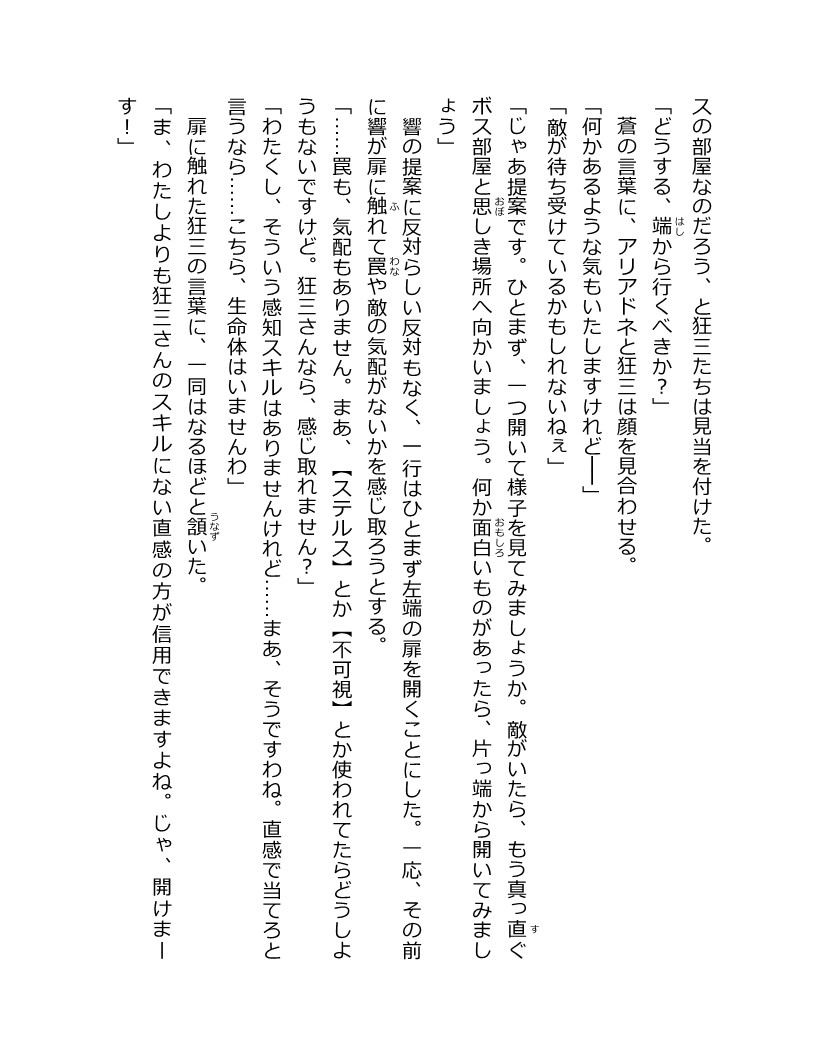 スの部屋なのだろう、と狂三たちは見当を付けた。
「どうする、端から行くべきか？」
蒼の言葉に、アリアドネと狂三は顔を見合わせる。
「何かあるような気もいたしますけれど――」
「敵が待ち受けているかもしれないねぇ」
「じゃあ提案です。ひとまず、一つ開いて様子を見てみましょうか。敵がいたら、もう真っ直ぐ
ボス部屋と思しき場所へ向かいましょう。何か面白いものがあったら、片っ端から開いてみまし
ょう」
響の提案に反対らしい反対もなく、一行はひとまず左端の扉を開くことにした。一応、その前
に響が扉に触れて罠や敵の気配がないかを感じ取ろうとする。
「……罠も、気配もありません。まあ、【ステルス】とか【不可視】とか使われてたらどうしよ
うもないですけど。狂三さんなら、感じ取れません？」
「わたくし、そういう感知スキルはありませんけれど……まあ、そうですわね。直感で当てろと
言うなら……こちら、生命体はいませんわ」
扉に触れた狂三の言葉に、一同はなるほどと頷いた。
「ま、わたしよりも狂三さんのスキルにない直感の方が信用できますよね。じゃ、開けまー
す！」